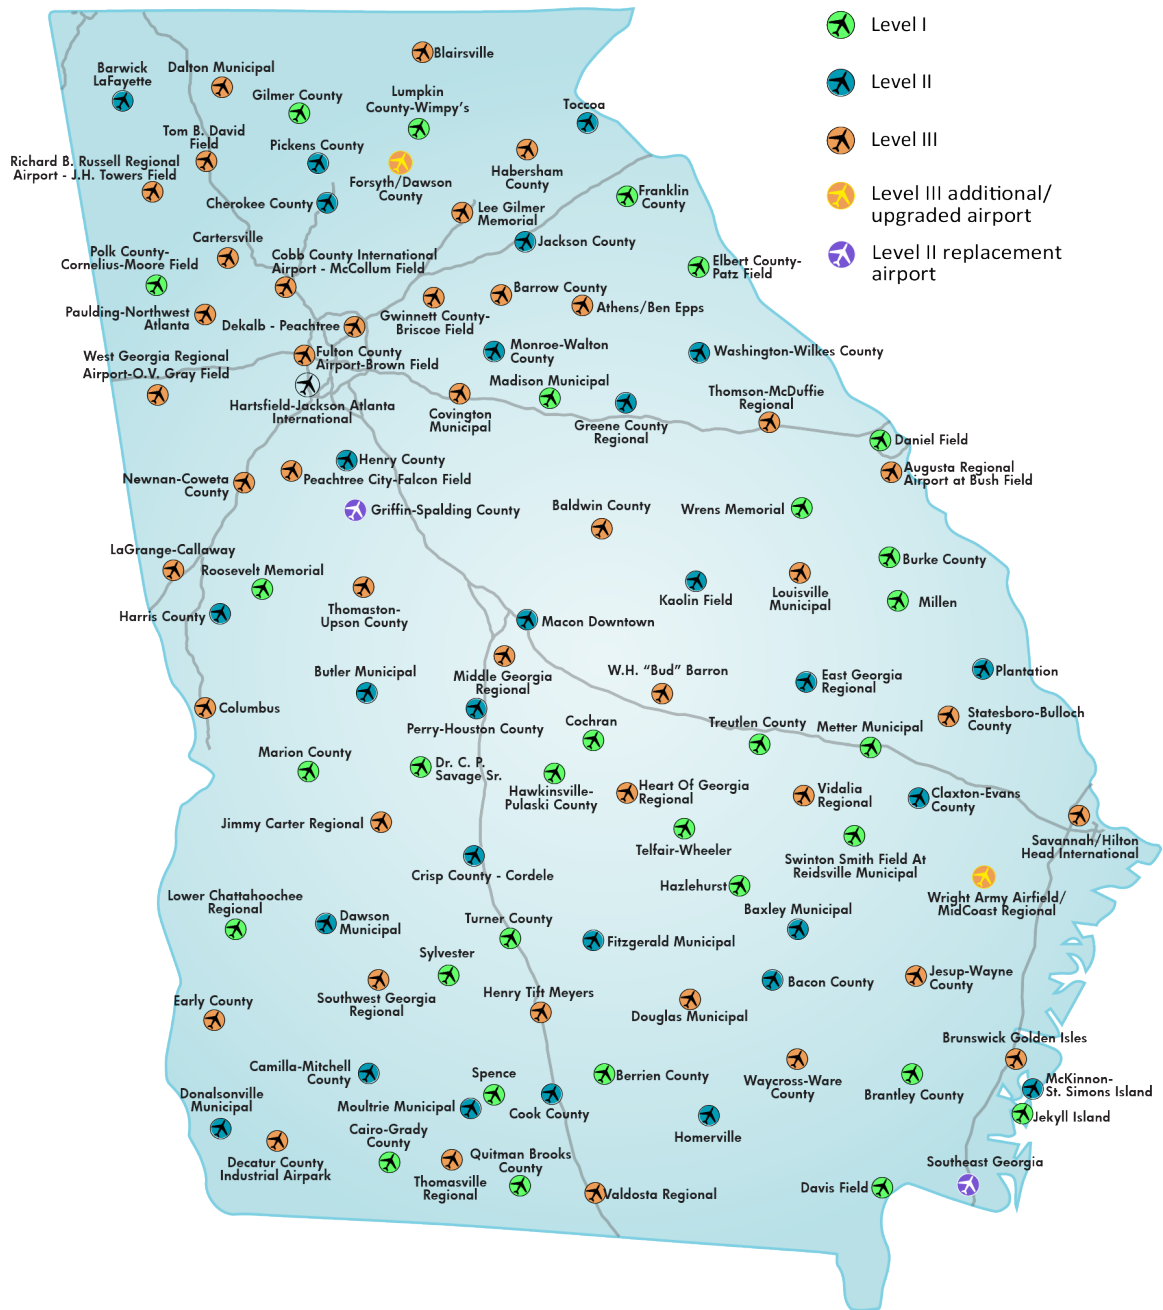 Level I
Level II
Level III
Level III additional/
upgraded airport
Level II replacement
airport
Blairsville
Barwick
LaFayette
Dalton Municipal
Gilmer County
Lumpkin
County-Wimpy's
Toccoa
Tom B. David
Field
Pickens County
Richard B. Russell Regional
Airport - J.H. Towers Field
Forsyth/Dawson
County
Habersham
County
Franklin
County
Cherokee County
Lee Gilmer
Memorial
Cartersville
Jackson County
Polk County-
Cornelius-Moore Field
Cobb County International
Airport - McCollum Field
Elbert County-
Patz Field
Barrow County
Athens/Ben Epps
Paulding-Northwest
Atlanta
Dekalb - Peachtree
Gwinnett County-
Briscoe Field
West Georgia Regional
Airport-O.V. Gray Field
Fulton County
Airport-Brown Field
Monroe-Walton
County
Washington-Wilkes County
Madison Municipal
Thomson-McDuffie
Regional
Hartsfield-Jackson Atlanta
International
Covington
Municipal
Greene County
Regional
Daniel Field
Henry County
Augusta Regional
Airport at Bush Field
Newnan-Coweta
County
Peachtree City-Falcon Field
Griffin-Spalding County
Baldwin County
Wrens Memorial
LaGrange-Callaway
Burke County
Roosevelt Memorial
Kaolin Field
Louisville
Municipal
Millen
Harris County
Thomaston-
Upson County
Macon Downtown
Butler Municipal
Middle Georgia
Regional
W.H. “Bud” Barron
East Georgia
Regional
Plantation
Columbus
Perry-Houston County
Cochran
Treutlen County
Metter Municipal
Statesboro-Bulloch
County
Marion County
Dr. C. P.
Savage Sr.
Hawkinsville-
Pulaski County
Heart Of Georgia
Regional
Vidalia
Regional
Claxton-Evans
County
Jimmy Carter Regional
Telfair-Wheeler
Swinton Smith Field At
Reidsville Municipal
Savannah/Hilton
Head International
Crisp County - Cordele
Hazlehurst
Wright Army Airfield/
MidCoast Regional
Lower Chattahoochee
Regional
Dawson
Municipal
Turner County
Fitzgerald Municipal
Baxley Municipal
Sylvester
Bacon County
Jesup-Wayne
County
Early County
Southwest Georgia
Regional
Henry Tift Meyers
Douglas Municipal
Brunswick Golden Isles
Camilla-Mitchell
County
Spence
Berrien County
Waycross-Ware
County
Brantley County
McKinnon-
St. Simons Island
Donalsonville
Municipal
Moultrie Municipal
Cook County
Homerville
Jekyll Island
Cairo-Grady
County
Decatur County
Industrial Airpark
Thomasville
Regional
Quitman Brooks
County
Valdosta Regional
Davis Field
Southeast Georgia